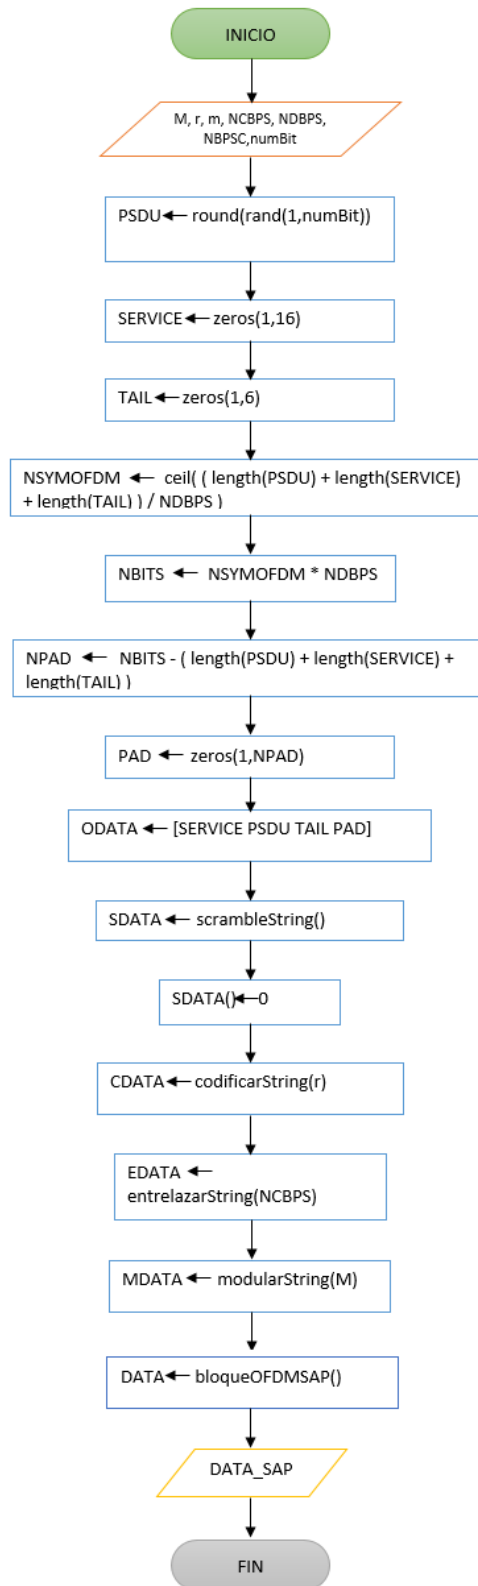 INICIO
M, r, m, NCBPS, NDBPS,
NBPSC,numBit
PSDU← round(rand(1,numBit))
SERVICE← zeros(1,16)
TAIL← zeros(1,6)
NSYMOFDM ← ceil( ( length(PSDU) + length(SERVICE)
+ length(TAIL) ) / NDBPS )
NBITS ← NSYMOFDM * NDBPS
NPAD ← NBITS - ( length(PSDU) + length(SERVICE) +
length(TAIL) )
PAD ← zeros(1,NPAD)
ODATA ← [SERVICE PSDU TAIL PAD]
SDATA← scrambleString()
SDATA()←0
CDATA← codificarString(r)
EDATA ←
entrelazarString(NCBPS)
MDATA← modularString(M)
DATA← bloqueOFDMSAP()
DATA_SAP
FIN